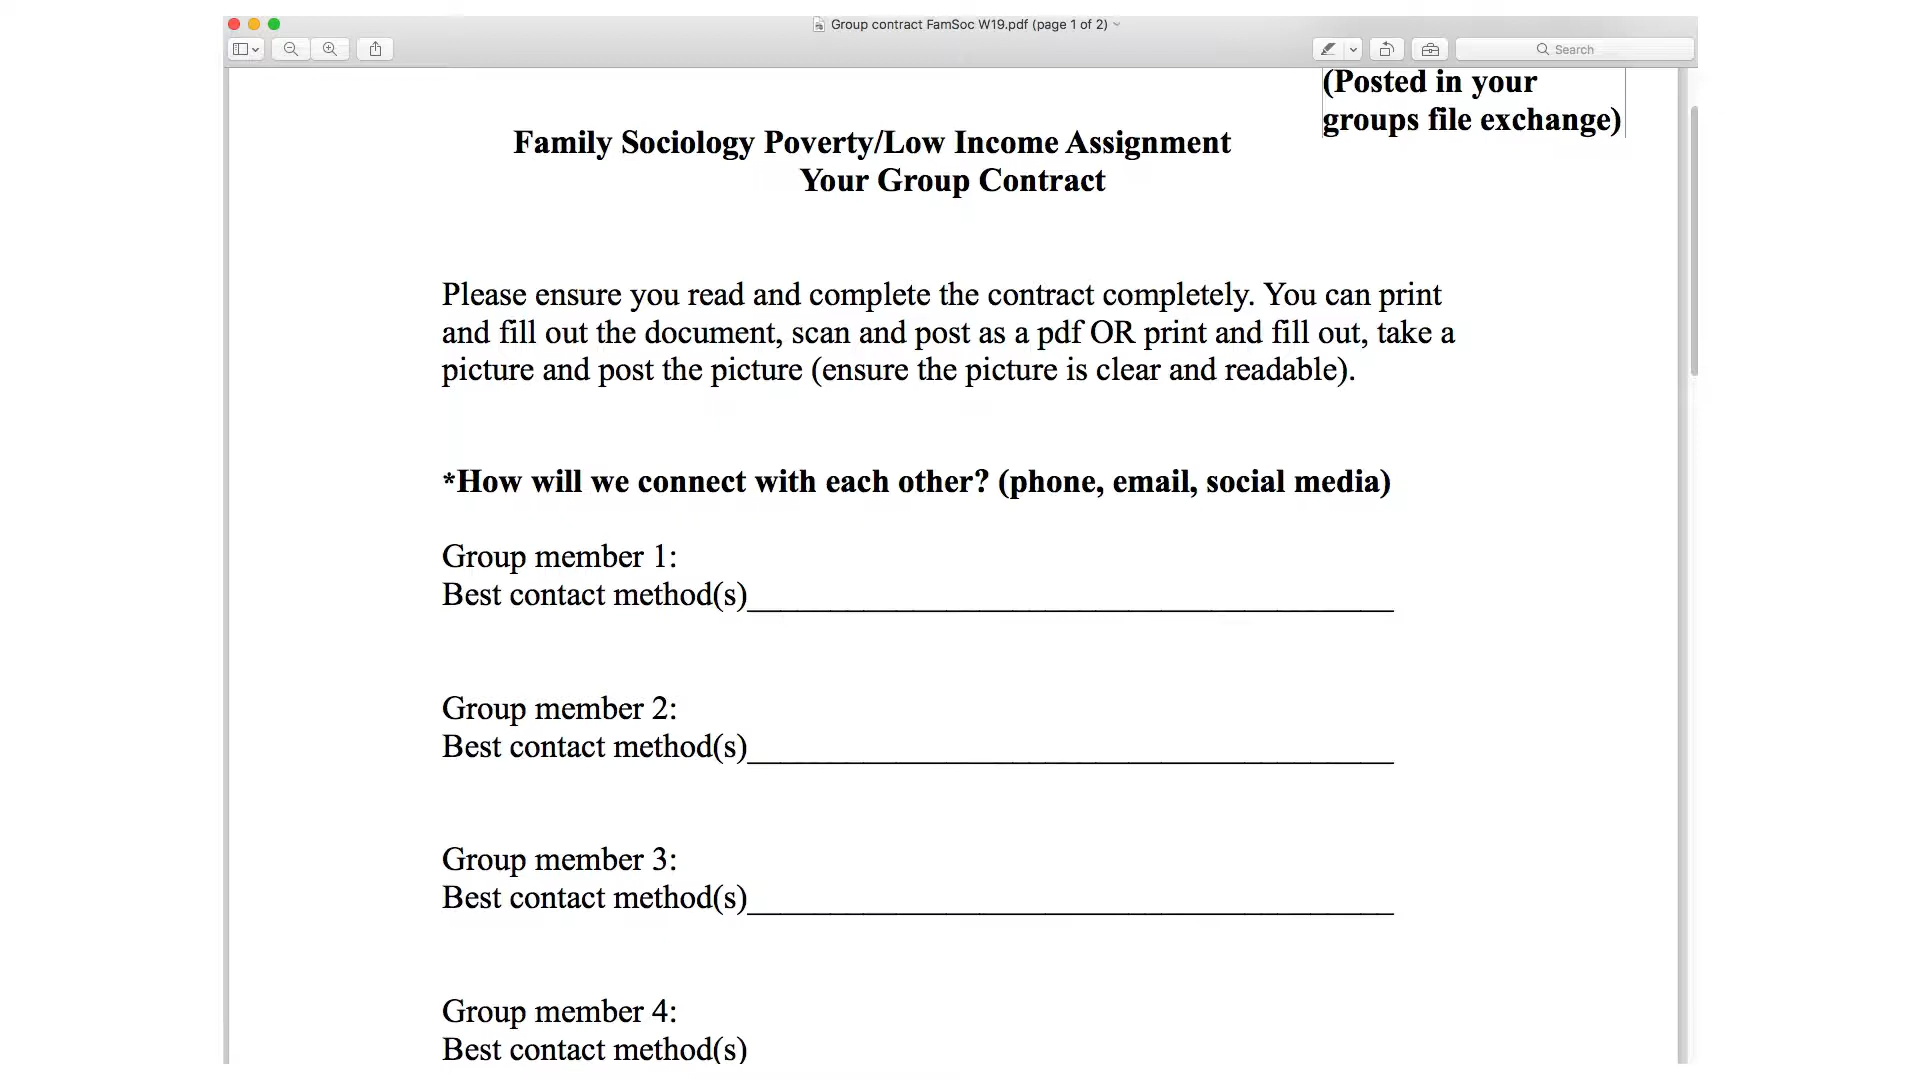 Group contract FamSoc W19.pdf (page 1 of 2)
Search
(Posted in your
groups file exchange)
Family Sociology Poverty/Low Income Assignment
Your Group Contract
Please ensure you read and complete the contract completely. You can print
and fill out the document, scan and post as a pdf OR print and fill out, take a
picture and post the picture (ensure the picture is clear and readable).
*How will we connect with each other? (phone, email, social media)
Group member 1:
Best contact method(s)_______________________________________
Group member 2:
Best contact method(s)_______________________________________
Group member 3:
Best contact method(s)_______________________________________
Group member 4:
Best contact method(s)